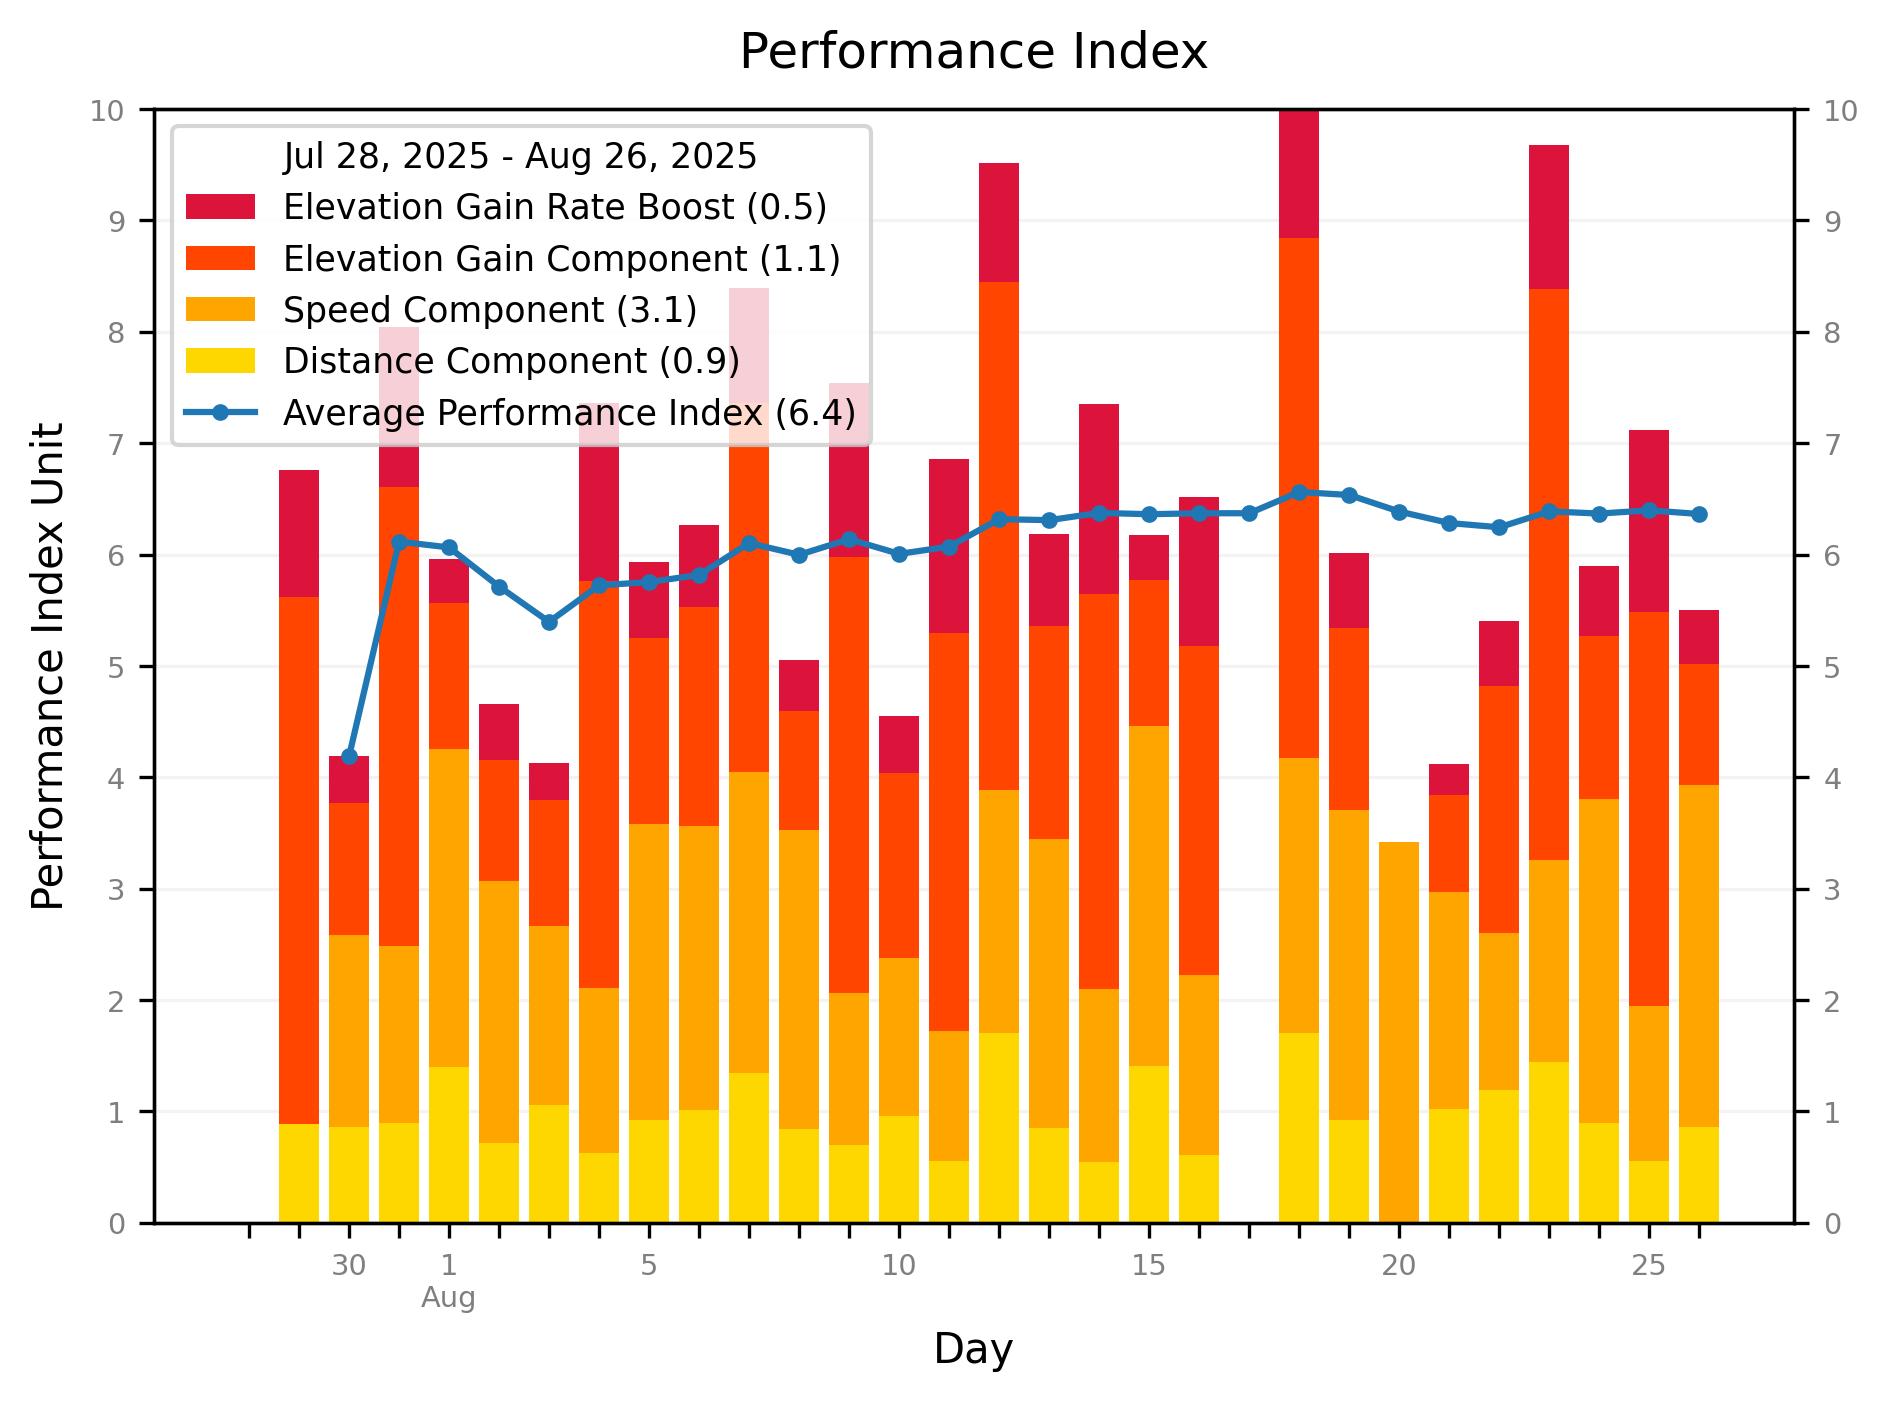 Performance Index
Jul 28, 2025 - Aug 26, 2025
Elevation Gain Rate Boost (0.5)
Elevation Gain Component (1.1)
Speed Component (3.1)
Distance Component (0.9)
Average Performance Index (6.4)
Performance Index Unit
10
9
8
7
6
5
4
3
2
1
0
10
9
8
7
6
5
4
3
2
1
0
30 1 5 10 15 20 25
Aug
Day